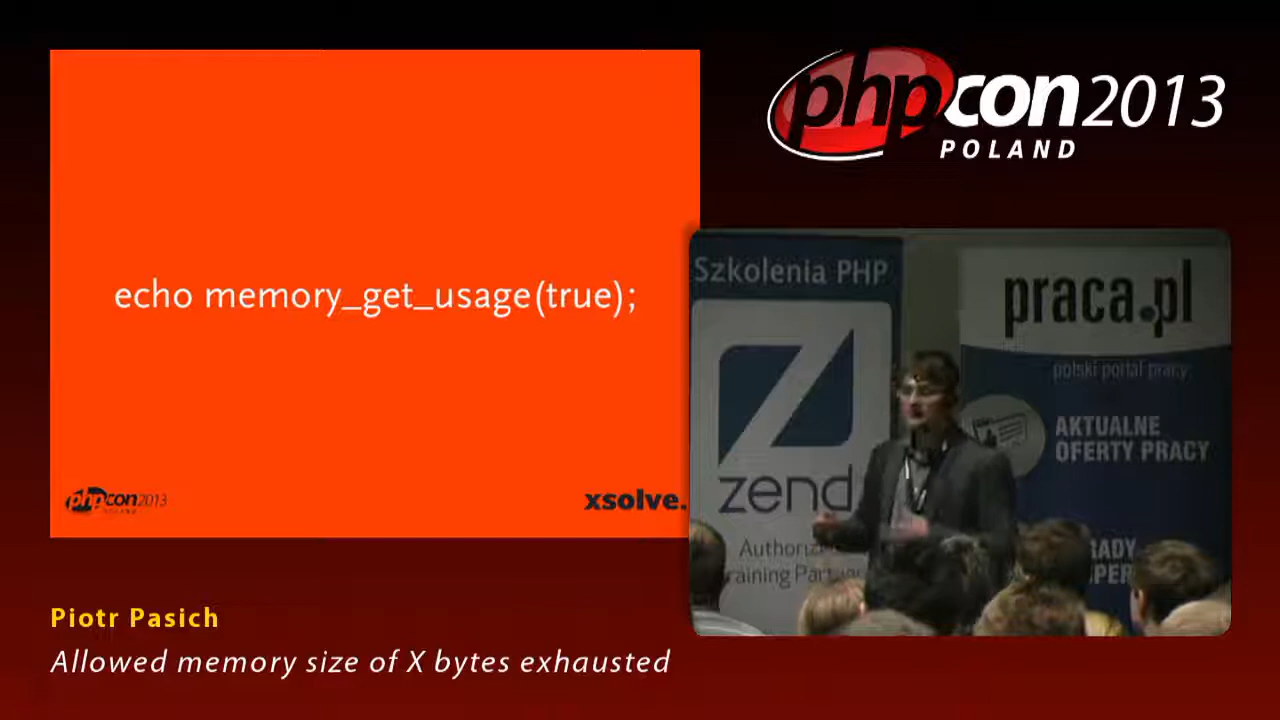 echo memory_get_usage(true);
phpcon2013
POLAND
xsolve.
phpcon2013
POLAND
Szkolenia PHP
zend
praca.pl
polski portal pracy
AKTUALNE
OFERTY PRACY
Piotr Pasich
Allowed memory size of X bytes exhausted